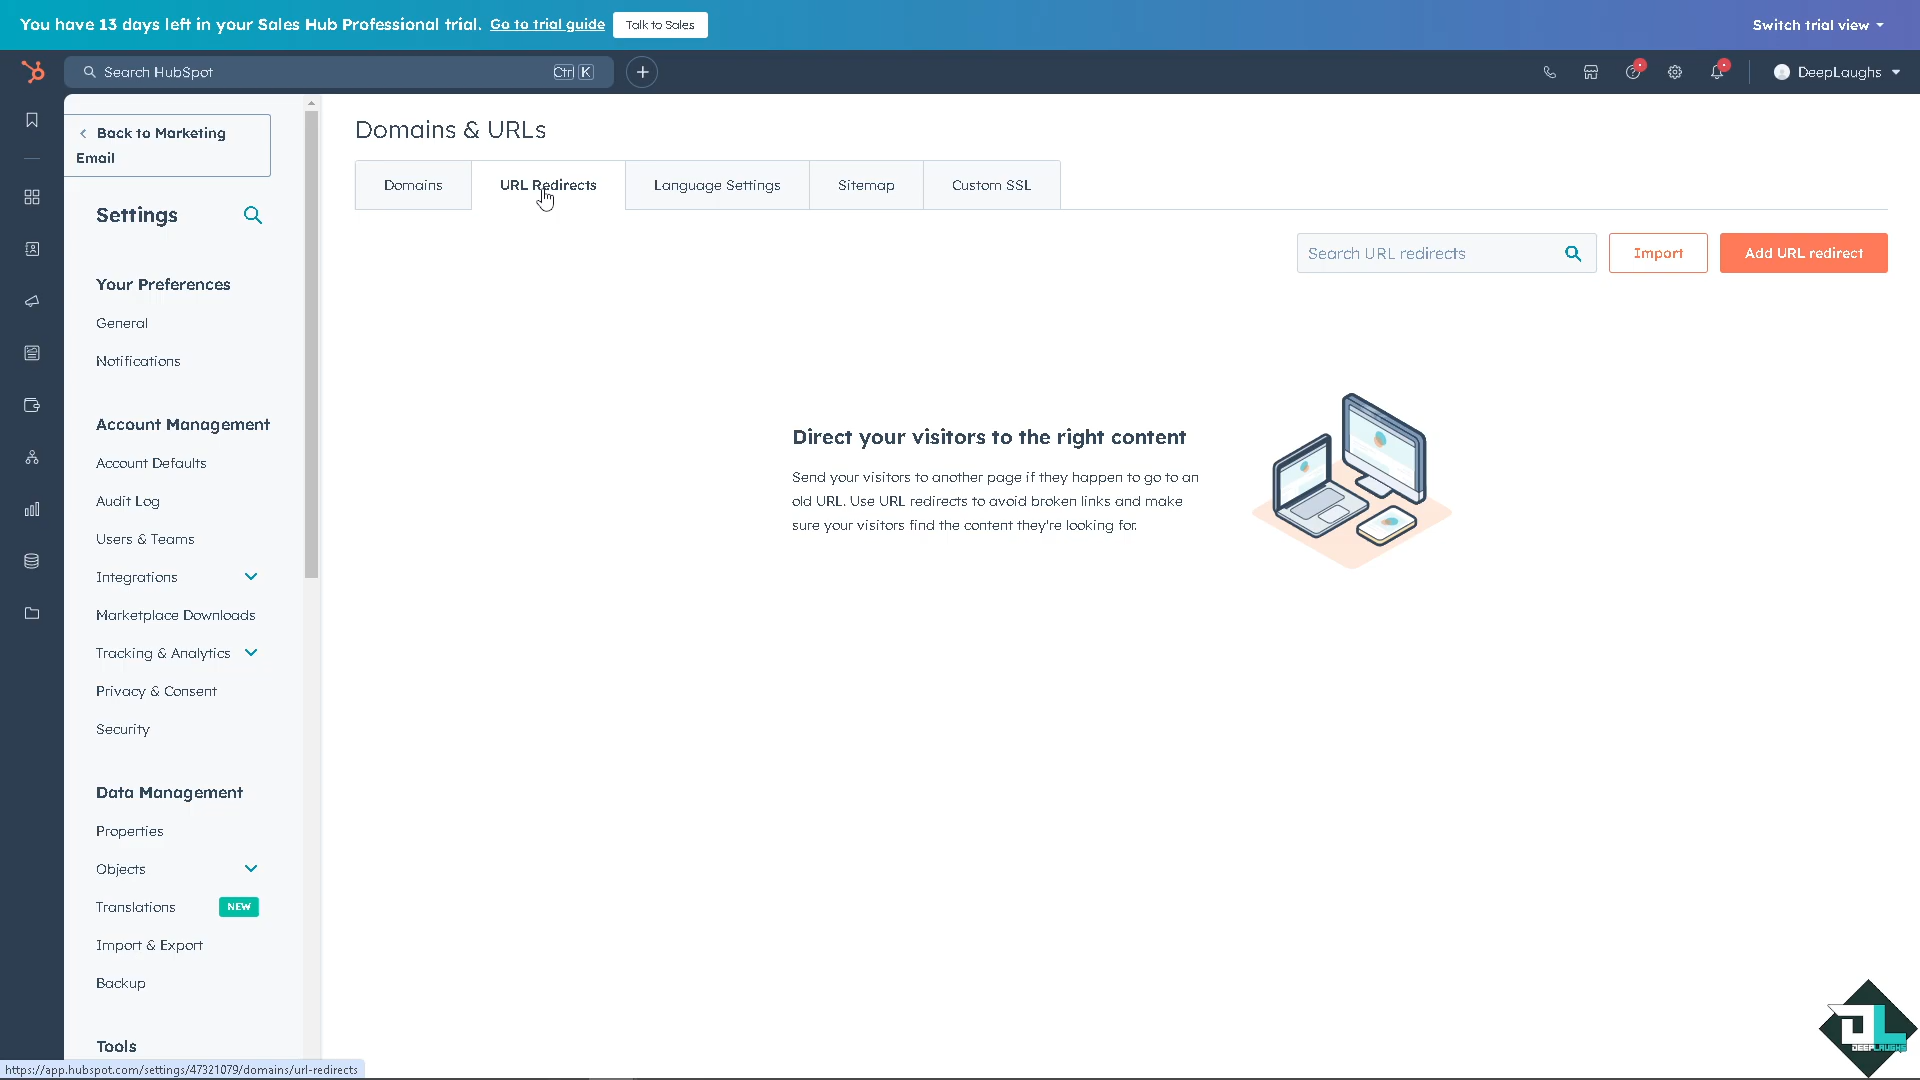 You have 13 days left in your Sales Hub Professional trial. Go to trial guide Talk to Sales Switch trial view
Search HubSpot Ctrl K DeepLaughs
Back to Marketing
Email
Settings
Your Preferences
General
Notifications
Account Management
Account Defaults
Audit Log
Users & Teams
Integrations
Marketplace Downloads
Tracking & Analytics
Privacy & Consent
Security
Data Management
Properties
Objects
Translations NEW
Import & Export
Backup
Tools
Domains & URLs
Domains URL Redirects Language Settings Sitemap Custom SSL
Search URL redirects Import Add URL redirect
Direct your visitors to the right content
Send your visitors to another page if they happen to go to an
old URL. Use URL redirects to avoid broken links and make
sure your visitors find the content they're looking for.
https://app.hubspot.com/settings/47321079/domains/url-redirects
DL
DEEPLAUGHS